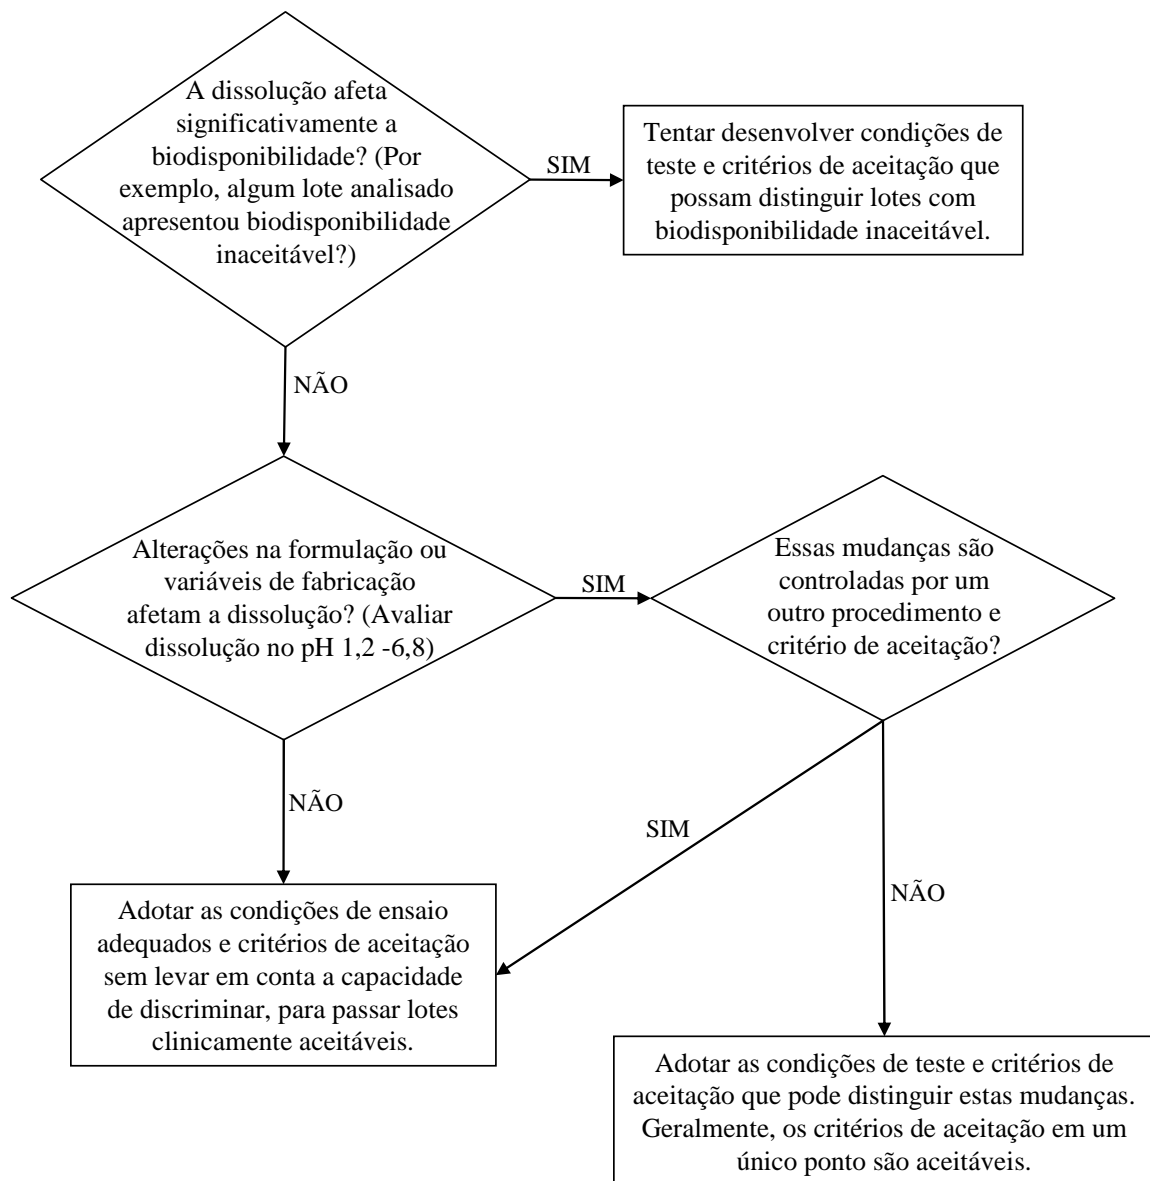 A dissolução afeta
significativamente a
biodisponibilidade? (Por
exemplo, algum lote analisado
apresentou biodisponibilidade
inaceitável?)
SIM
Tentar desenvolver condições de
teste e critérios de aceitação que
possam distinguir lotes com
biodisponibilidade inaceitável.
NÃO
Alterações na formulação ou
variáveis de fabricação
afetam a dissolução? (Avaliar
dissolução no pH 1,2 -6,8)
SIM
Essas mudanças são
controladas por um
outro procedimento e
critério de aceitação?
NÃO
SIM
NÃO
Adotar as condições de ensaio
adequados e critérios de aceitação
sem levar em conta a capacidade
de discriminar, para passar lotes
clinicamente aceitáveis.
Adotar as condições de teste e critérios de
aceitação que pode distinguir estas mudanças.
Geralmente, os critérios de aceitação em um
único ponto são aceitáveis.